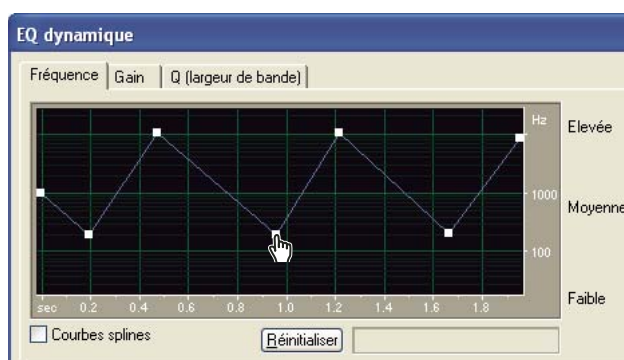 EQ dynamique
Fréquence Gain Q (largeur de bande)
Hz
Elevée
1000
Moyenne
100
Faible
sec 0.2 0.4 0.6 0.8 1.0 1.2 1.4 1.6 1.8
Courbes splines
Réinitialiser